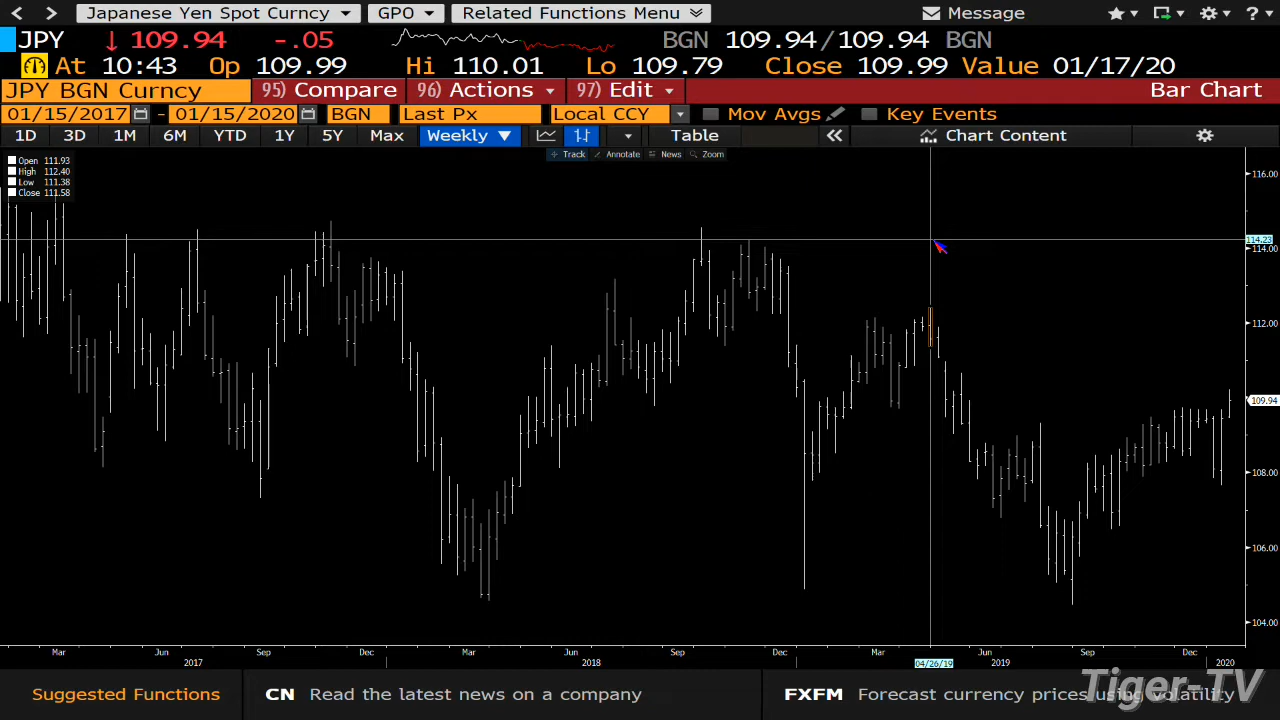 Japanese Yen Spot Curncy GPO Related Functions Menu Message
JPY 109.94 -.05 BGN 109.94/109.94 BGN
At 10:43 Op 109.99 Hi 110.01 Lo 109.79 Close 109.99 Value 01/17/20
JPY BGN Curncy 95) Compare 96) Actions 97) Edit Bar Chart
01/15/2017 - 01/15/2020 BGN Last Px Local CCY Mov Avgs Key Events
1D 3D 1M 6M YTD 1Y 5Y Max Weekly Table Chart Content
Track Annotate News Zoom
Open 111.93
High 112.40
Low 111.38
Close 111.58
116.00
114.23
114.00
112.00
109.94
108.00
106.00
104.00
Mar Jun Sep Dec Mar Jun Sep Dec Mar Jun Sep Dec
2017 2018 04/26/19 2019 2020
Suggested Functions CN Read the latest news on a company FXFM Forecast currency prices using volatility
Tiger-TV